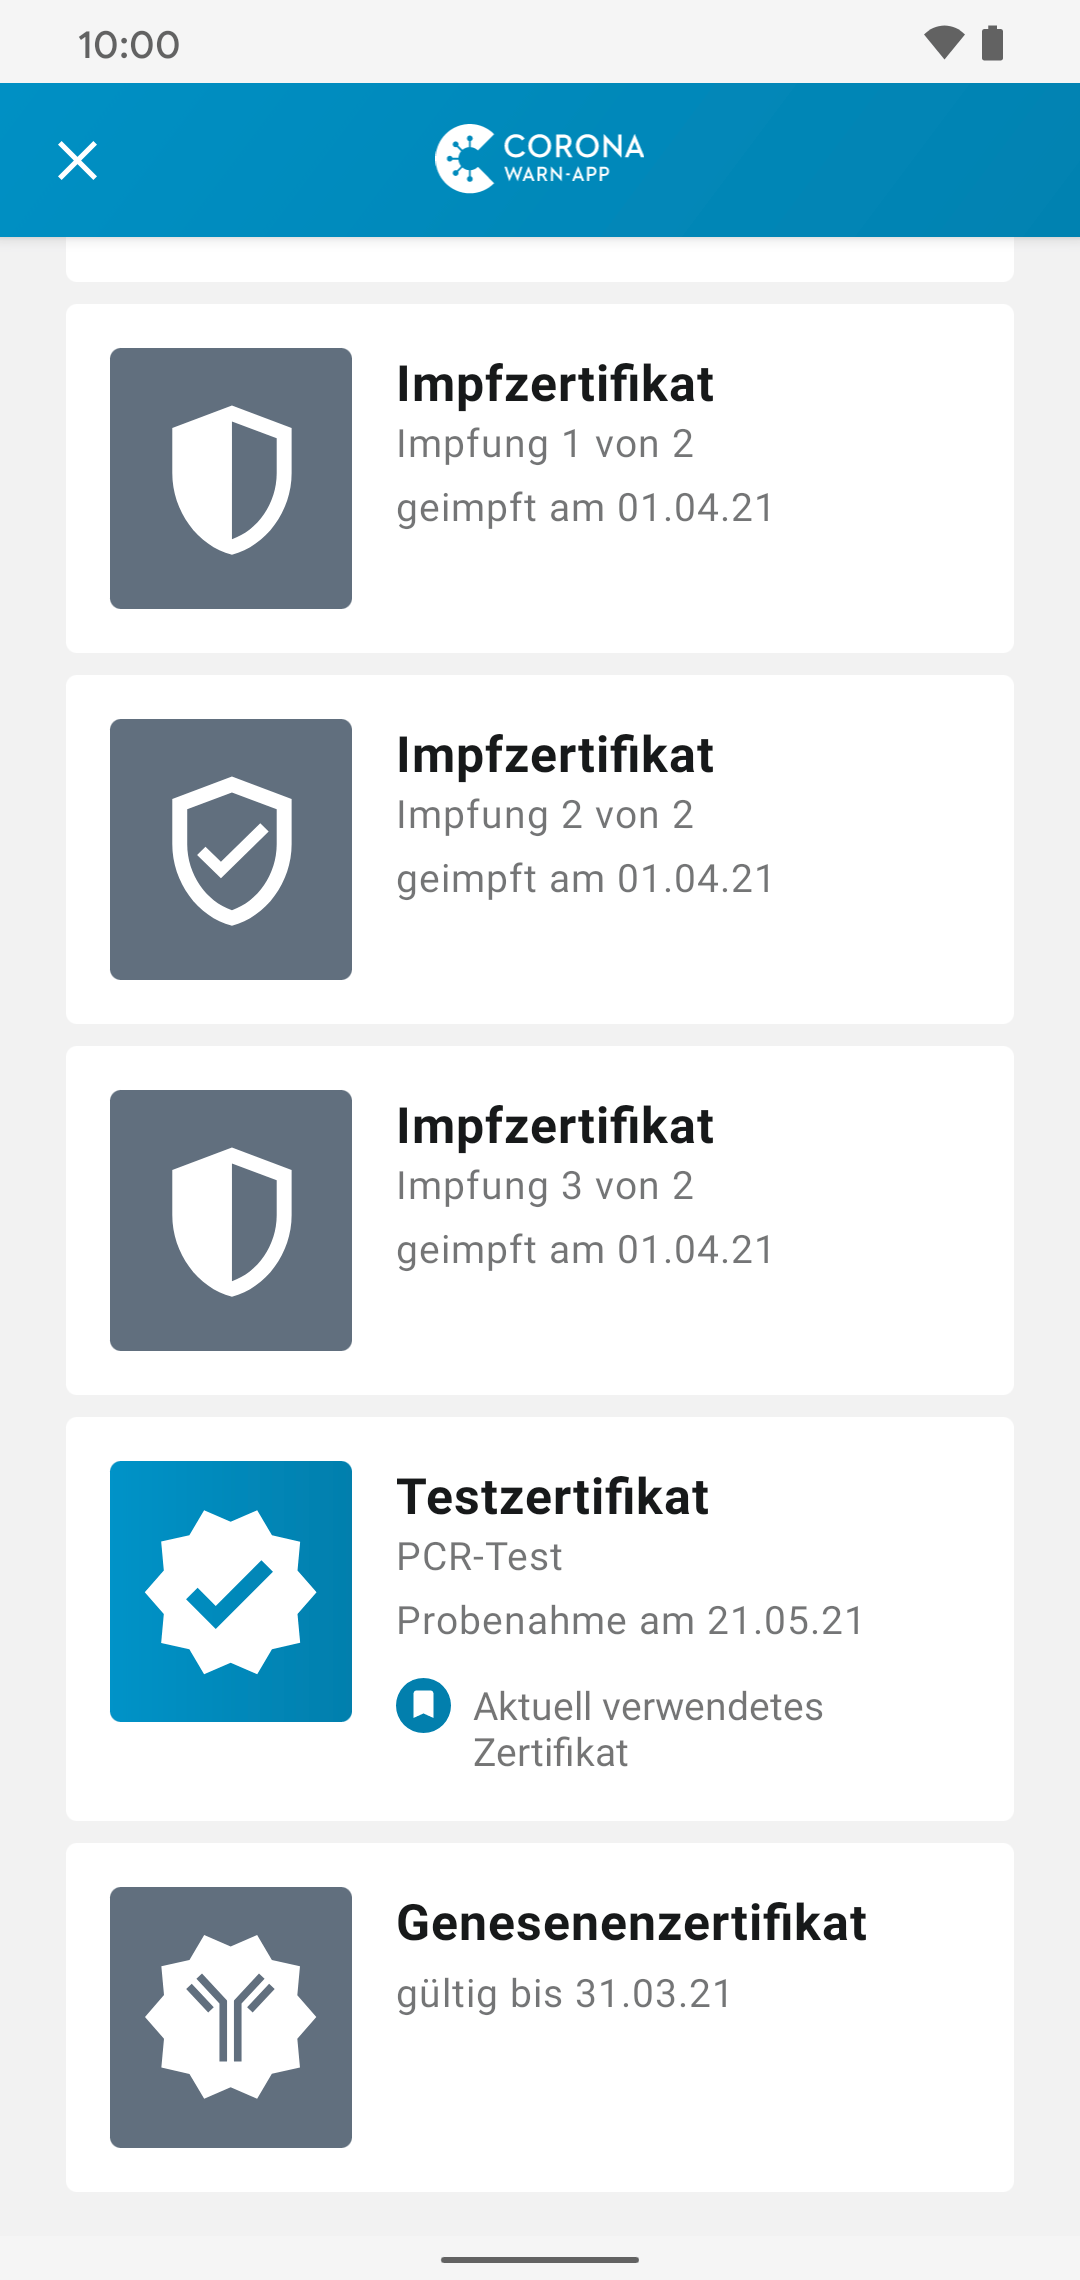 10:00
CORONA
WARN-APP
Impfzertifikat
Impfung 1 von 2
geimpft am 01.04.21
Impfzertifikat
Impfung 2 von 2
geimpft am 01.04.21
Impfzertifikat
Impfung 3 von 2
geimpft am 01.04.21
Testzertifikat
PCR-Test
Probenahme am 21.05.21
Aktuell verwendetes
Zertifikat
Genesenenzertifikat
gültig bis 31.03.21